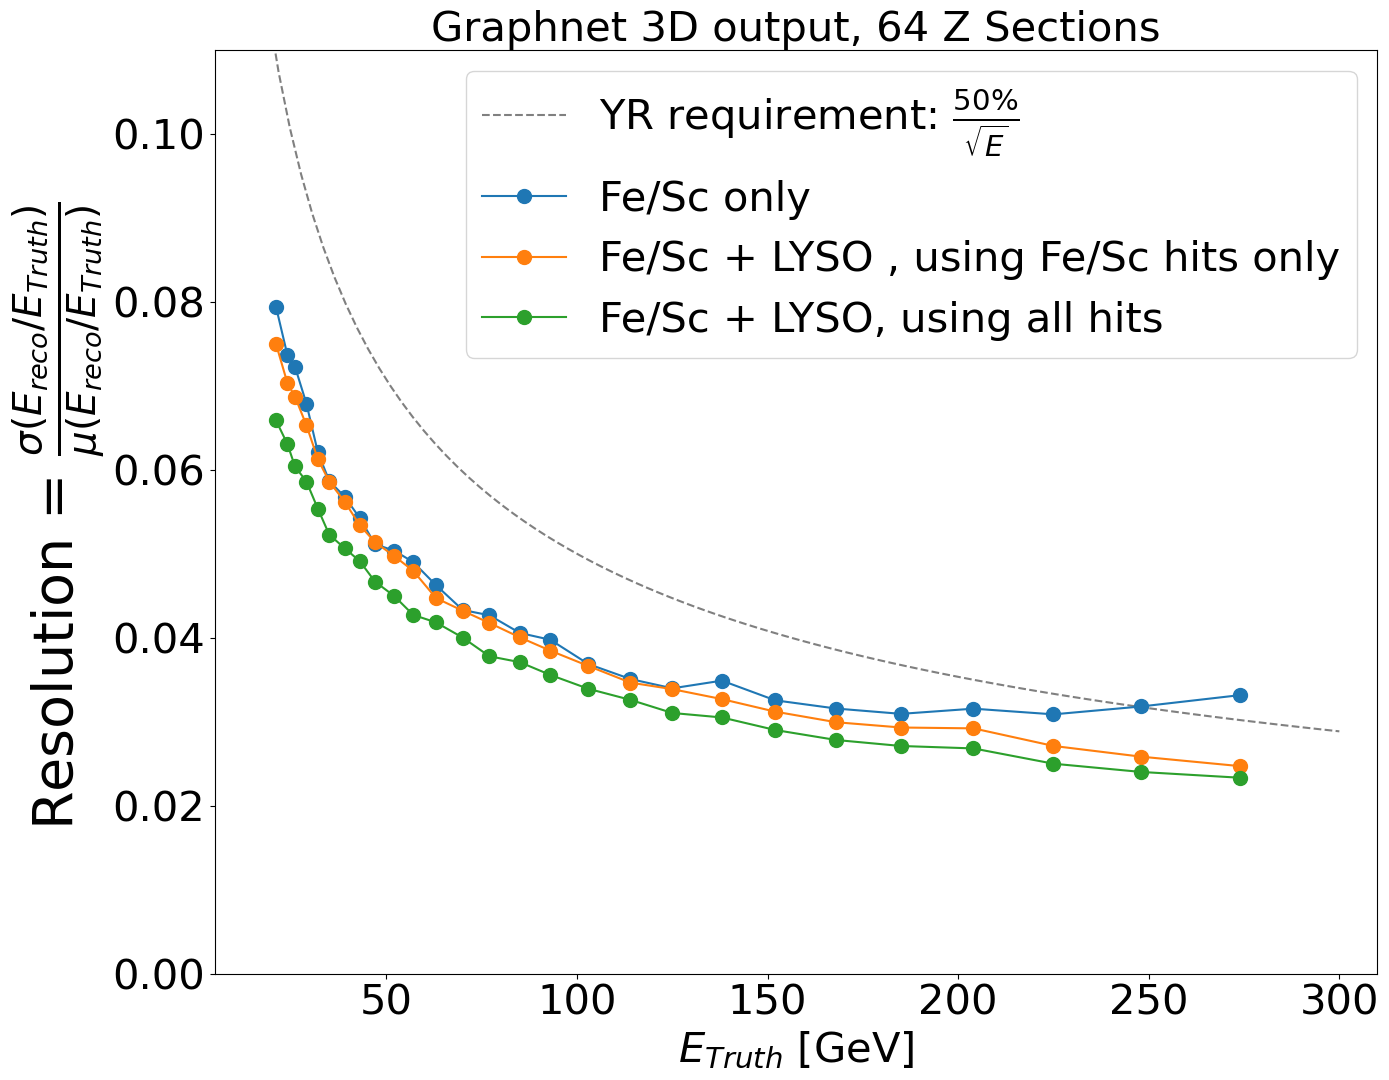 Graphnet 3D output, 64 Z Sections
YR requirement: 50%/√E
Fe/Sc only
Fe/Sc + LYSO , using Fe/Sc hits only
Fe/Sc + LYSO, using all hits
Resolution = σ(E_reco/E_Truth)/μ(E_reco/E_Truth)
0.10
0.08
0.06
0.04
0.02
0.00
50 100 150 200 250 300
E_Truth [GeV]